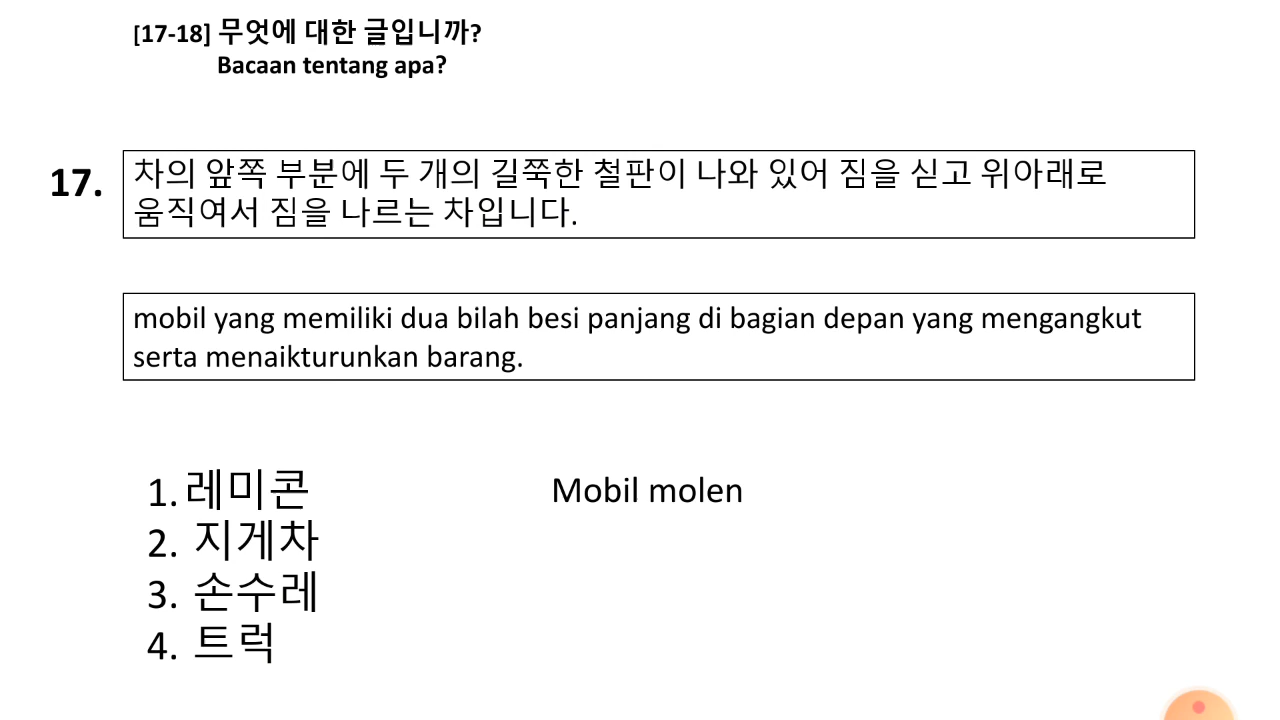 [17-18] 무엇에 대한 글입니까?
Bacaan tentang apa?
17.
차의 앞쪽 부분에 두 개의 길쭉한 철판이 나와 있어 짐을 싣고 위아래로
움직여서 짐을 나르는 차입니다.
mobil yang memiliki dua bilah besi panjang di bagian depan yang mengangkut
serta menaikturunkan barang.
1. 레미콘 Mobil molen
2. 지게차
3. 손수레
4. 트럭